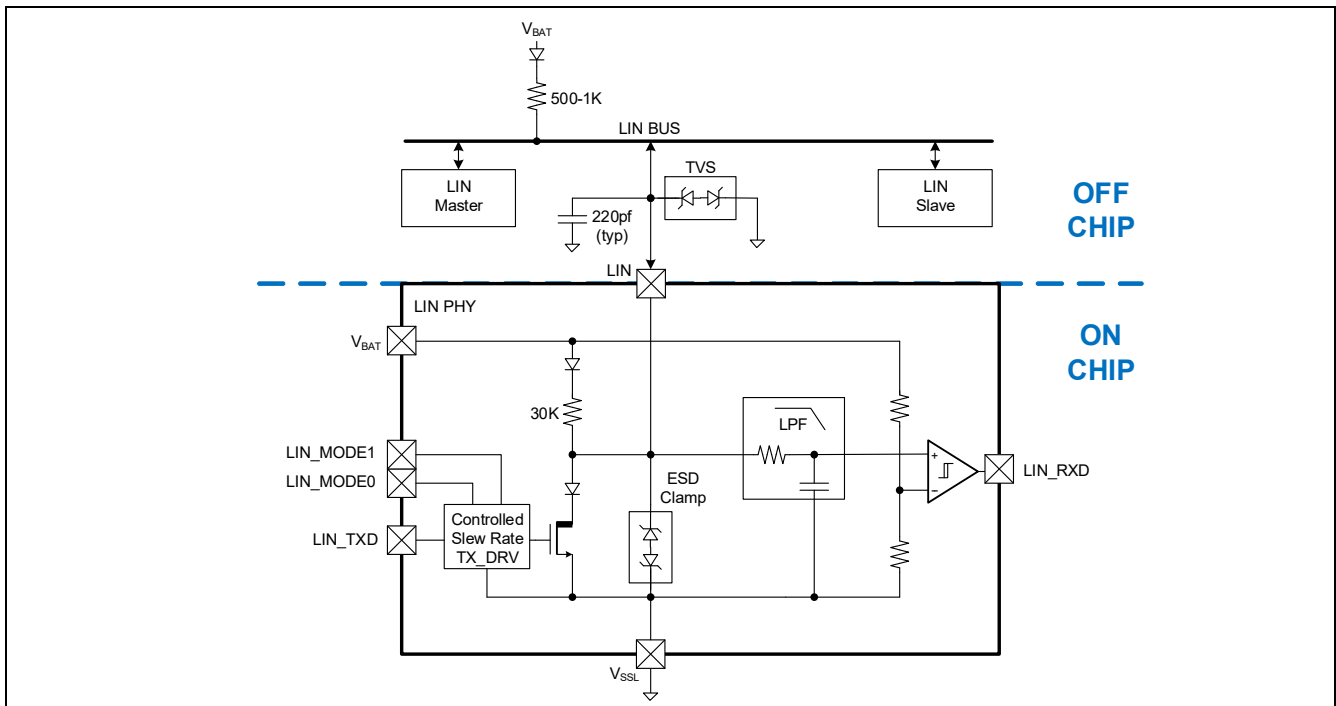 VBAT
500-1K
LIN BUS
TVS
LIN
Master
220pf
(typ)
LIN
Slave
OFF
CHIP
LIN
LIN PHY
VBAT
ON
CHIP
30K
LPF
LIN_MODE1
LIN_MODE0
ESD
Clamp
LIN_RXD
LIN_TXD
Controlled
Slew Rate
TX_DRV
+
−
VSSL